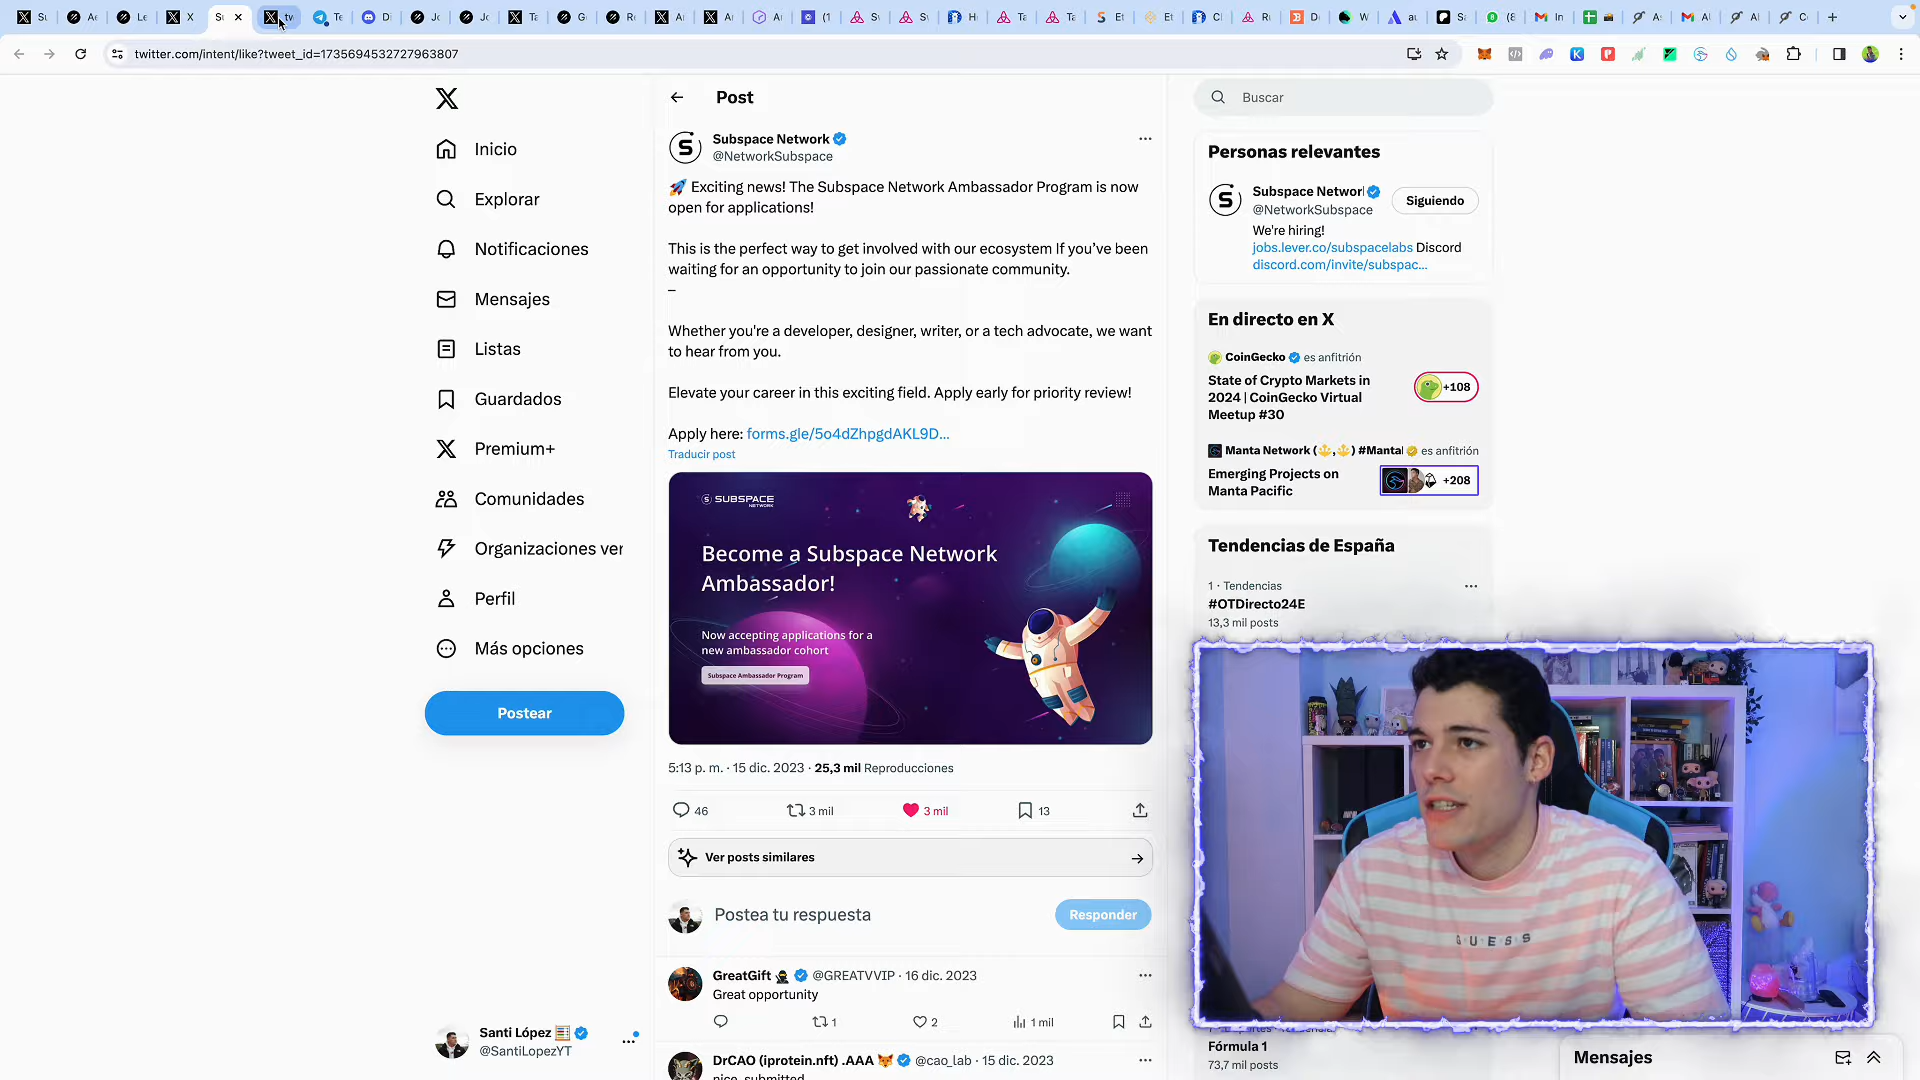 twitter.com/intent/like?tweet_id=1735694532727963807
Inicio
Explorar
Notificaciones
Mensajes
Listas
Guardados
Premium+
Comunidades
Organizaciones ver
Perfil
Más opciones
Postear
Santi López
@SantiLopezYT
Post
Subspace Network
@NetworkSubspace
🚀 Exciting news! The Subspace Network Ambassador Program is now
open for applications!
This is the perfect way to get involved with our ecosystem If you've been
waiting for an opportunity to join our passionate community.
–
Whether you're a developer, designer, writer, or a tech advocate, we want
to hear from you.
Elevate your career in this exciting field. Apply early for priority review!
Apply here: forms.gle/5o4dZhpgdAKL9D...
Traducir post
SUBSPACE
NETWORK
Become a Subspace Network
Ambassador!
Now accepting applications for a
new ambassador cohort
Subspace Ambassador Program
5:13 p. m. · 15 dic. 2023 · 25,3 mil Reproducciones
46 3 mil 3 mil 13
Ver posts similares
Postea tu respuesta
Responder
GreatGift @GREATVVIP · 16 dic. 2023
Great opportunity
1 2 1 mil
DrCAO (iprotein.nft) .AAA @cao_lab · 15 dic. 2023
nice, submitted
Buscar
Personas relevantes
Subspace Networ
@NetworkSubspace
Siguiendo
We're hiring!
jobs.lever.co/subspacelabs Discord
discord.com/invite/subspac...
En directo en X
CoinGecko es anfitrión
State of Crypto Markets in
2024 | CoinGecko Virtual
Meetup #30
+108
Manta Network (🔱,🔱) #Manta es anfitrión
Emerging Projects on
Manta Pacific
+208
Tendencias de España
1 · Tendencias
#OTDirecto24E
13,3 mil posts
GUESS
Fórmula 1
73,7 mil posts
Mensajes